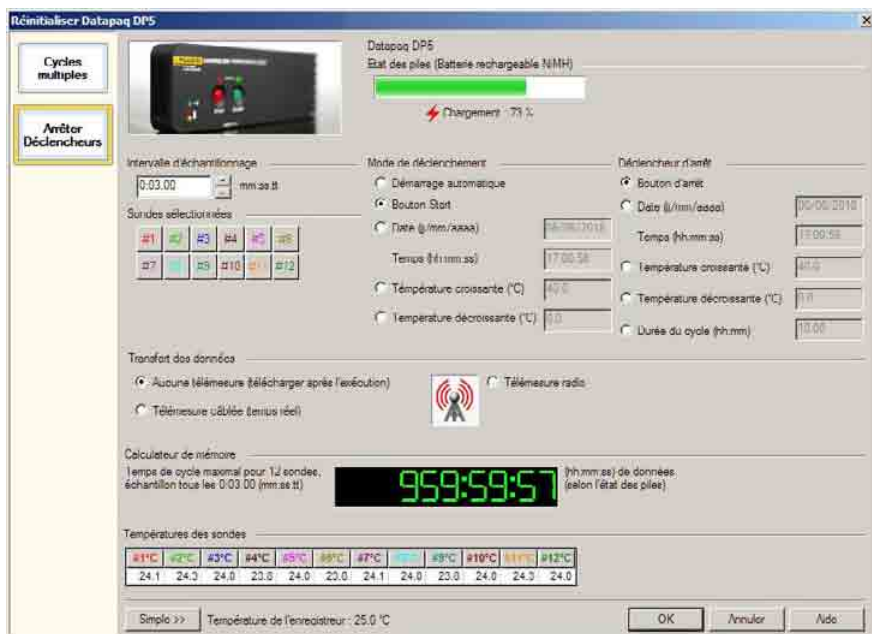 Réinitialiser Datapaq DP5
Cycles
multiples
Arrêter
Déclencheurs
Datapaq DP5
Etat des piles (Batterie rechargeable NiMH)
Chargement : 73 %
Intervalle d'échantillonnage
0:03.00 mm:ss.tt
Sondes sélectionnées
#1 #2 #3 #4 #5 #6
#7 #8 #9 #10 #11 #12
Mode de déclenchement
Démarrage automatique
Bouton Start
Date (j/mm/aaaa)
Temps (hh:mm:ss) 17:00:58
Température croissante (°C) 40.0
Température décroissante (°C) 0.0
Déclencheur d'arrêt
Bouton d'arrêt
Date (j/mm/aaaa)
Temps (hh:mm:ss) 17:00:58
Température croissante (°C) 40.0
Température décroissante (°C) 0.0
Durée du cycle (hh:mm) 10:00
Transfert des données
Aucune télémesure (télécharger après l'exécution)
Télémesure radio
Télémesure câblée (temps réel)
Calculateur de mémoire
Temps de cycle maximal pour 12 sondes,
échantillon tous les 0:03.00 (mm:ss.tt)
959:59:57
(hh:mm:ss) de données
(selon l'état des piles)
Températures des sondes
#1°C #2°C #3°C #4°C #5°C #6°C #7°C #8°C #9°C #10°C #11°C #12°C
24.1 24.0 24.0 24.1 24.0 24.0 24.0
Simple >> Température de l'enregistreur : 25.0 °C
OK Annuler Aide